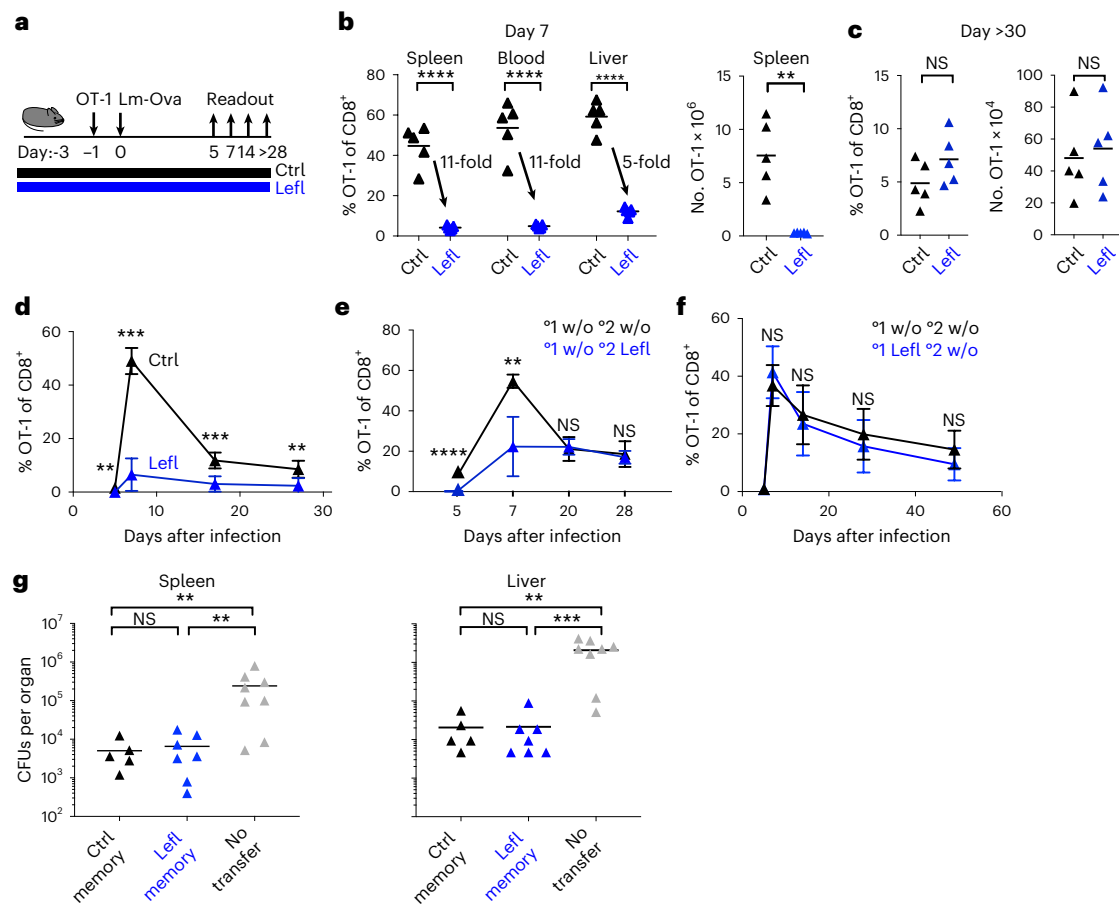 a
OT-1 Lm-Ova Readout
Day:-3 –1 0 5 7 14 >28
Ctrl
Lefl
b
Day 7
Spleen Blood Liver
**** **** ****
% OT-1 of CD8+
80
60
40
20
0
11-fold 11-fold 5-fold
Ctrl Lefl Ctrl Lefl Ctrl Lefl
Spleen
**
No. OT-1 × 10^6
15
10
5
0
Ctrl Lefl
c
Day >30
NS
% OT-1 of CD8+
15
10
5
0
Ctrl Lefl
NS
No. OT-1 × 10^4
100
80
60
40
20
0
Ctrl Lefl
d
% OT-1 of CD8+
60
40
20
0
** *** *** **
Ctrl
Lefl
0 10 20 30
Days after infection
e
°1 w/o °2 w/o
°1 w/o °2 Lefl
% OT-1 of CD8+
80
60
40
20
0
**** ** NS NS
5 7 20 28
Days after infection
f
°1 w/o °2 w/o
°1 Lefl °2 w/o
% OT-1 of CD8+
60
40
20
0
NS NS NS NS
0 20 40 60
Days after infection
g
Spleen
**
NS **
CFUs per organ
10^7
10^6
10^5
10^4
10^3
10^2
Ctrl memory
Lefl memory
No transfer
Liver
**
NS ***
Ctrl memory
Lefl memory
No transfer